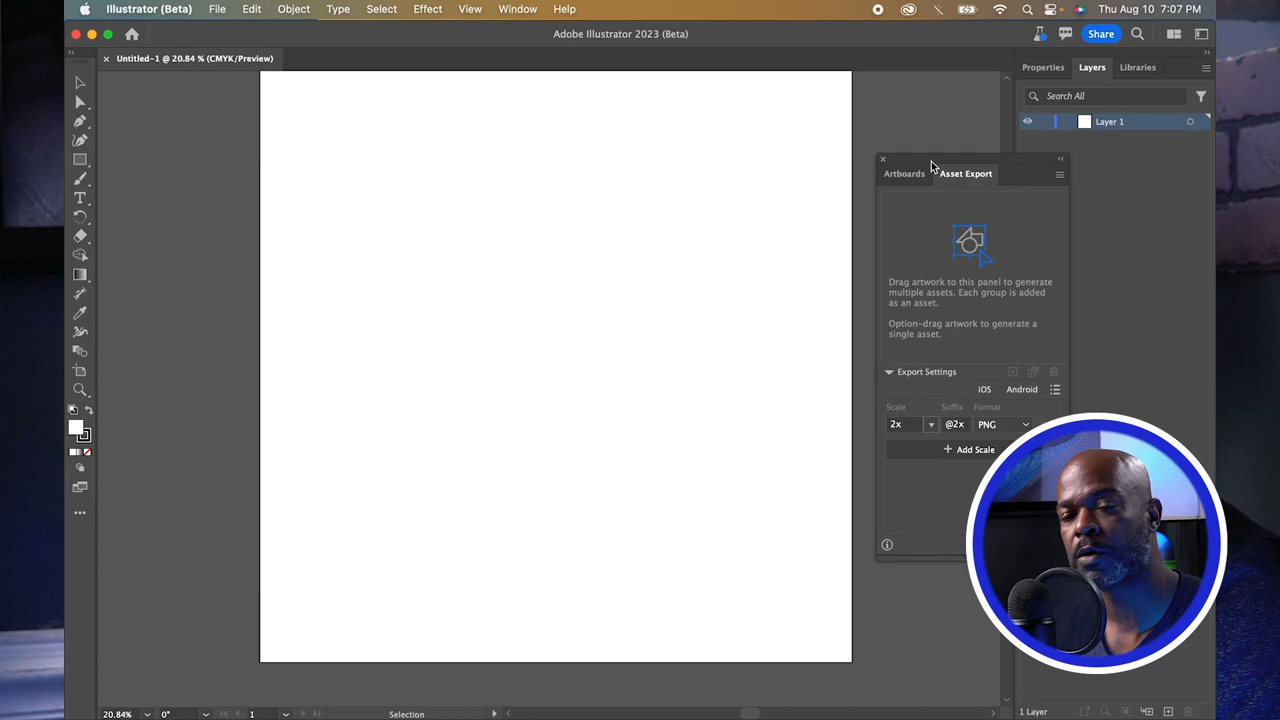 Illustrator (Beta) File Edit Object Type Select Effect View Window Help Thu Aug 10 7:07 PM
Adobe Illustrator 2023 (Beta) Share
Untitled-1 @ 20.84 % (CMYK/Preview)
Properties Layers Libraries
Search All
Layer 1
Artboards Asset Export
Drag artwork to this panel to generate
multiple assets. Each group is added
as an asset.
Option-drag artwork to generate a
single asset.
Export Settings
iOS Android
Scale Suffix Format
2x @2x PNG
+ Add Scale
20.84% 0° 1 Selection
1 Layer